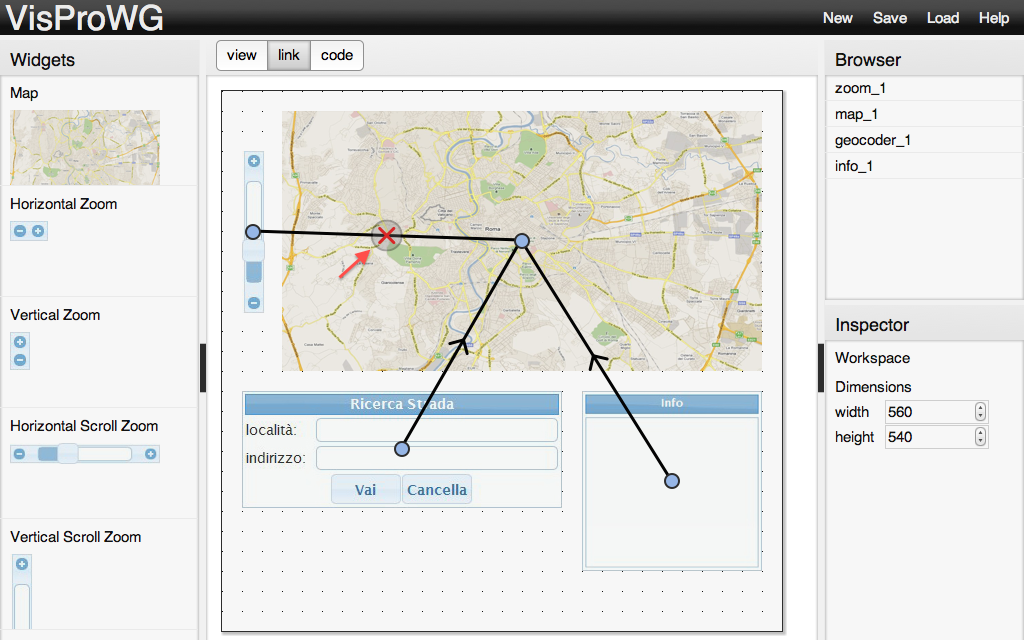 VisProWG
New Save Load Help
Widgets
view link code
Browser
Map
zoom_1
map_1
geocoder_1
info_1
Horizontal Zoom
Vertical Zoom
Horizontal Scroll Zoom
Vertical Scroll Zoom
Roma
Ricerca Strada
località:
indirizzo:
Vai Cancella
Info
Inspector
Workspace
Dimensions
width 560
height 540